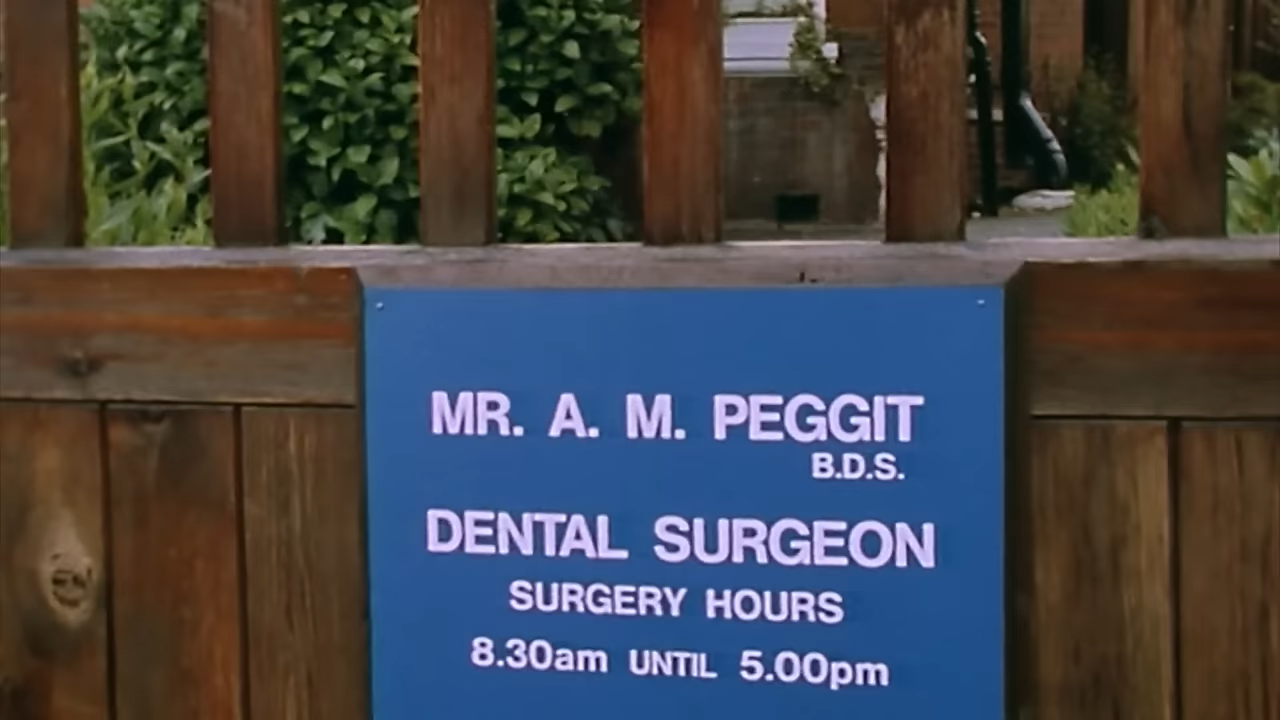 MR. A. M. PEGGIT
B.D.S.
DENTAL SURGEON
SURGERY HOURS
8.30am UNTIL 5.00pm